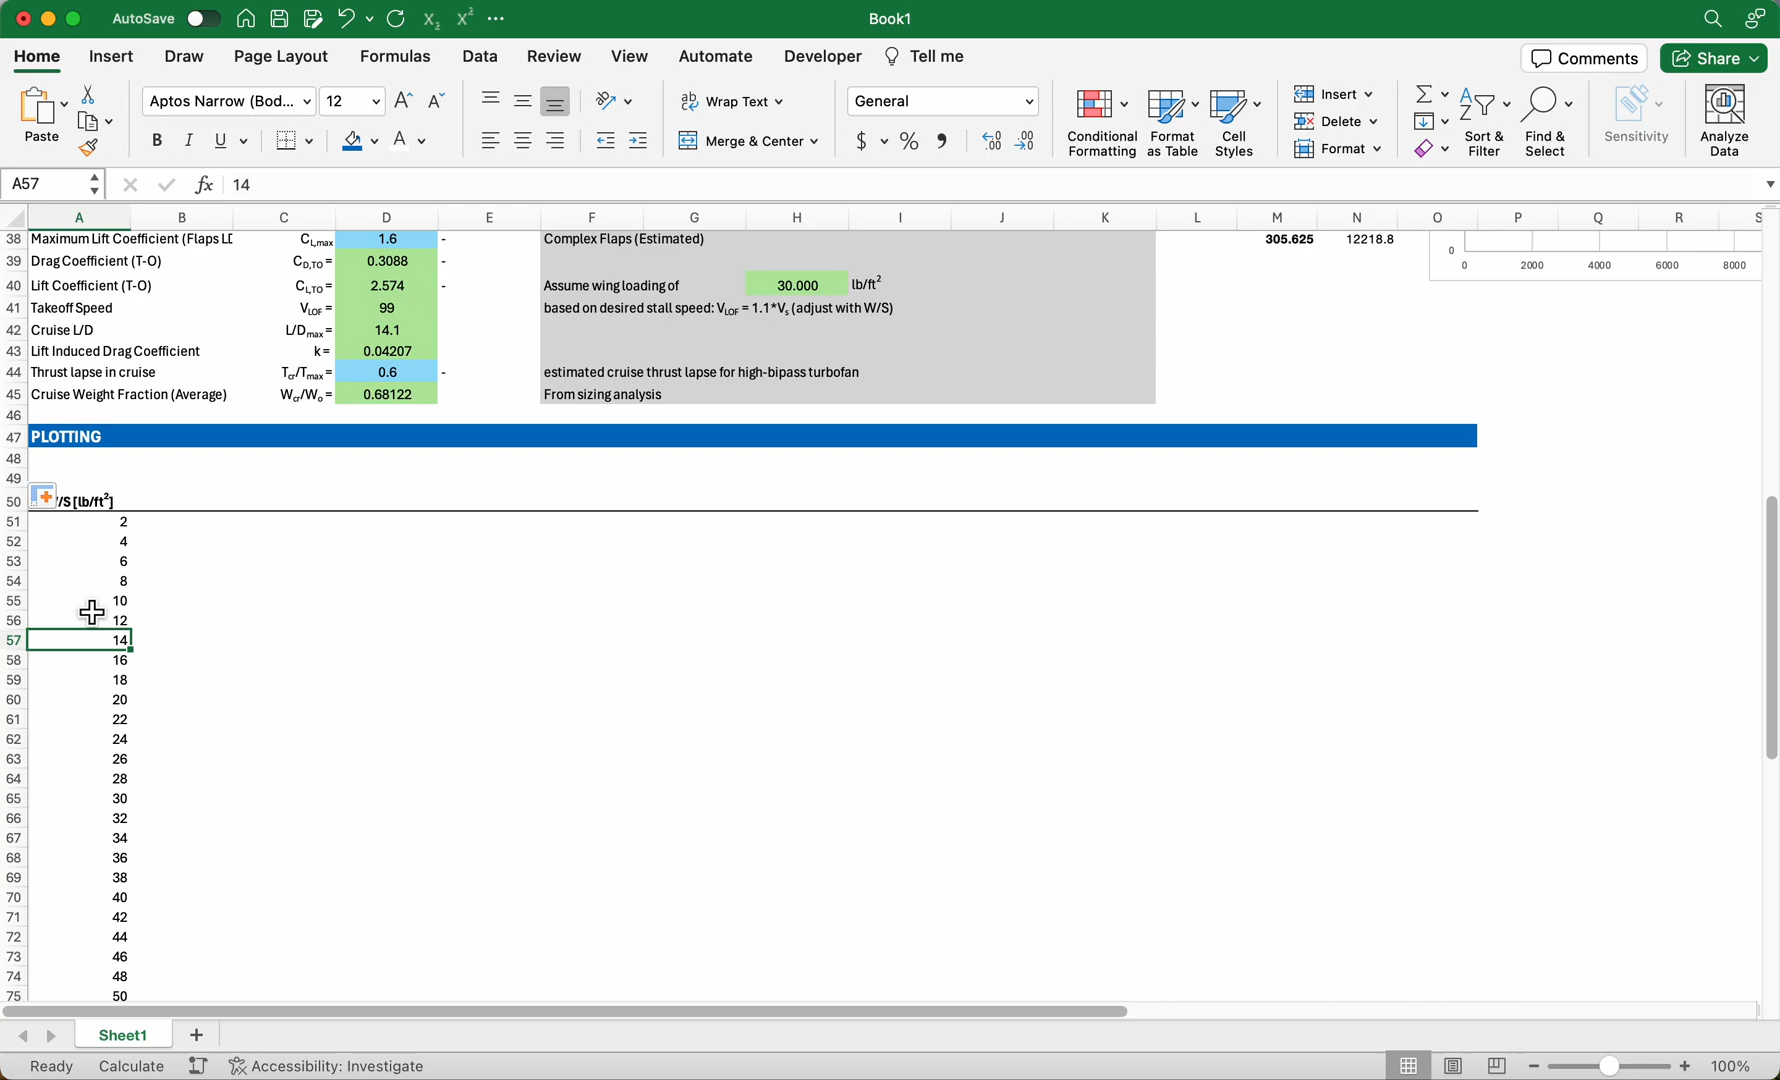 AutoSave
Book1
Home Insert Draw Page Layout Formulas Data Review View Automate Developer Tell me Comments Share
Paste
Aptos Narrow (Bod... 12
B I U A
Wrap Text
Merge & Center
General
$ % ,
Conditional Formatting
Format as Table
Cell Styles
Insert
Delete
Format
Sort & Filter
Find & Select
Sensitivity
Analyze Data
A57 fx 14
A B C D E F G H I J K L M N O P Q R S
38 Maximum Lift Coefficient (Flaps CL,max 1.6 - Complex Flaps (Estimated) 305.625 12218.8 0
0 2000 4000 6000 8000
39 Drag Coefficient (T-O) CD,TO = 0.3088 -
40 Lift Coefficient (T-O) CL,TO = 2.574 - Assume wing loading of 30.000 lb/ft²
41 Takeoff Speed VLOF = 99 based on desired stall speed: VLOF = 1.1*Vs (adjust with W/S)
42 Cruise L/D L/Dmax = 14.1
43 Lift Induced Drag Coefficient k = 0.04207
44 Thrust lapse in cruise Tcr/Tmax = 0.6 - estimated cruise thrust lapse for high-bipass turbofan
45 Cruise Weight Fraction (Average) Wcr/Wo = 0.68122 From sizing analysis
46
47 PLOTTING
48
49
50 /S [lb/ft²]
51 2
52 4
53 6
54 8
55 10
56 12
57 14
58 16
59 18
60 20
61 22
62 24
63 26
64 28
65 30
66 32
67 34
68 36
69 38
70 40
71 42
72 44
73 46
74 48
75 50
Sheet1 +
Ready Calculate Accessibility: Investigate 100%